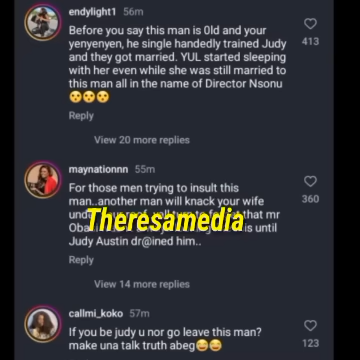 endylight1 56m
Before you say this man is 0ld and your
yenyenyen, he single handedly trained Judy
and they got married. YUL started sleeping
with her even while she was still married to
this man all in the name of Director Nsonu
413
Reply
View 20 more replies
maynationnn 55m
For those men trying to insult this
man..another man will knack your wife
360
Theresamedia
that mr
is until
Judy Austin dr@ined him..
Reply
View 14 more replies
callmi_koko 57m
If you be judy u nor go leave this man?
make una talk truth abeg😂😂
123
Reply